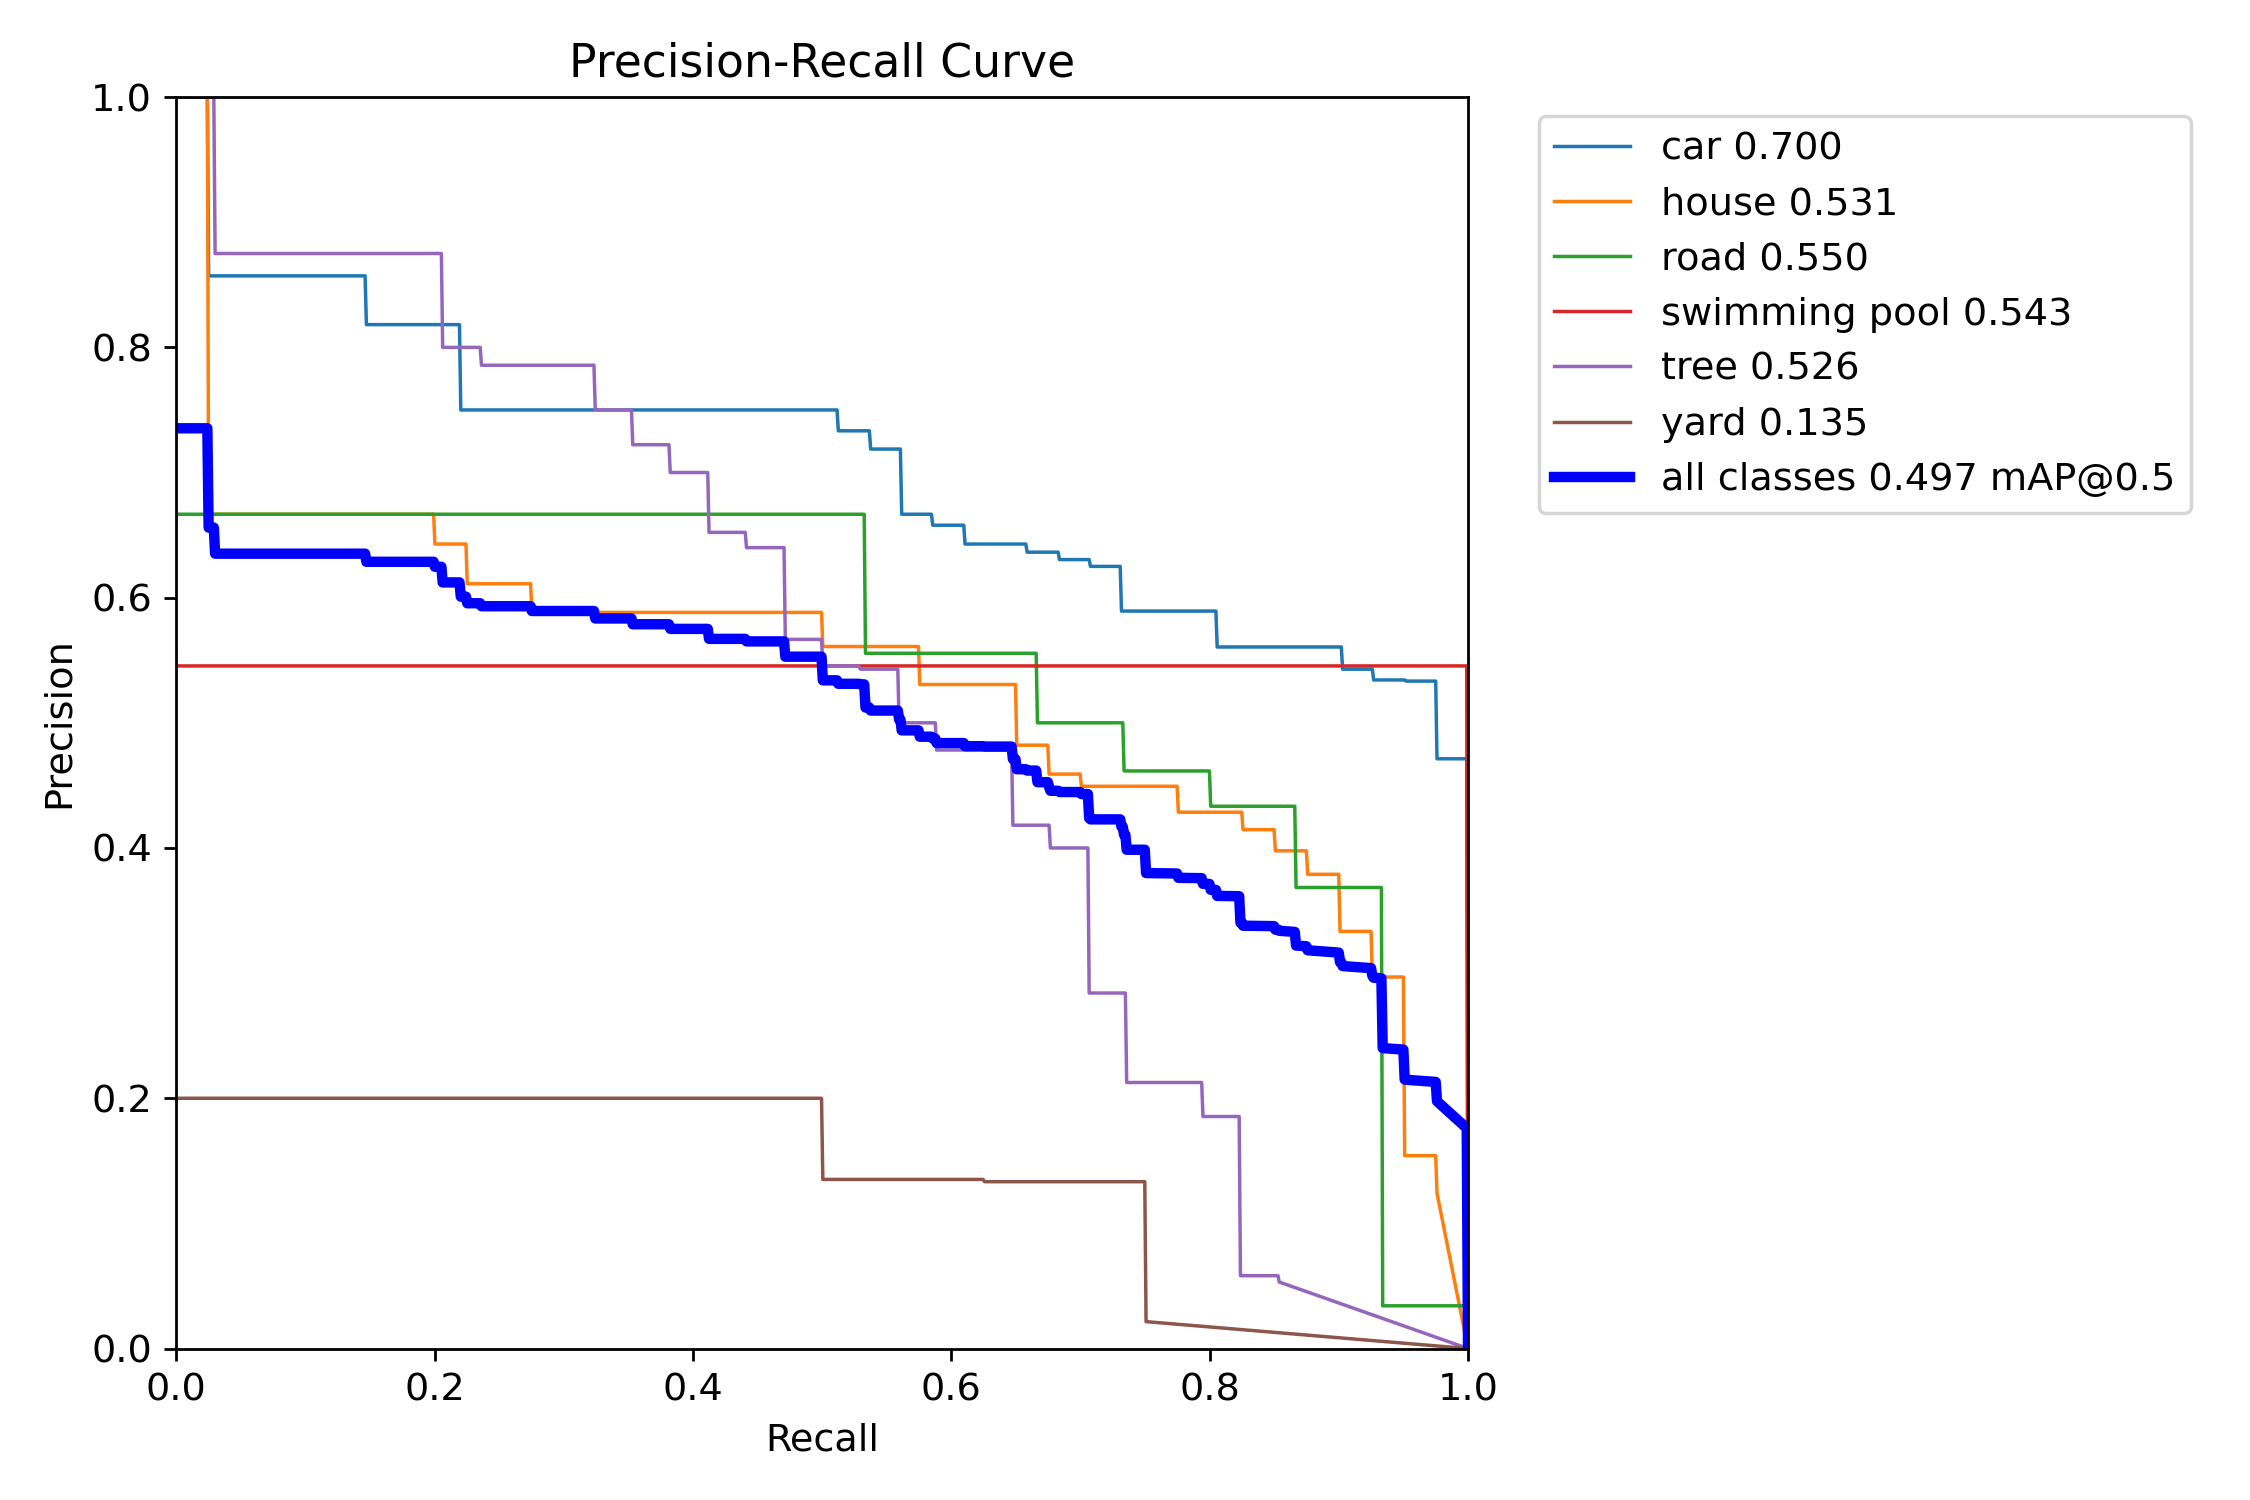 Precision-Recall Curve
1.0
0.8
0.6
0.4
0.2
0.0
Precision
0.0 0.2 0.4 0.6 0.8 1.0
Recall
car 0.700
house 0.531
road 0.550
swimming pool 0.543
tree 0.526
yard 0.135
all classes 0.497 mAP@0.5